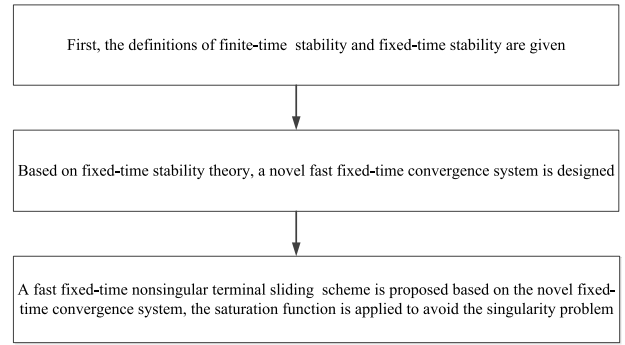 First, the definitions of finite-time stability and fixed-time stability are given
Based on fixed-time stability theory, a novel fast fixed-time convergence system is designed
A fast fixed-time nonsingular terminal sliding scheme is proposed based on the novel fixed-
time convergence system, the saturation function is applied to avoid the singularity problem